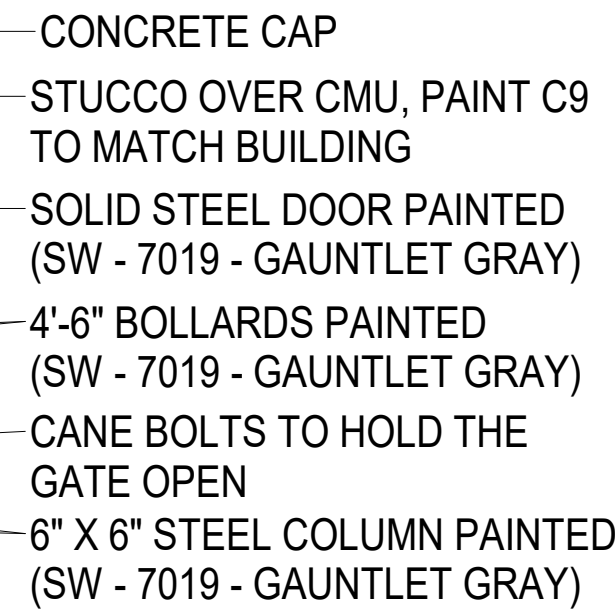 CONCRETE CAP
STUCCO OVER CMU, PAINT C9
TO MATCH BUILDING
SOLID STEEL DOOR PAINTED
(SW - 7019 - GAUNTLET GRAY)
4'-6" BOLLARDS PAINTED
(SW - 7019 - GAUNTLET GRAY)
CANE BOLTS TO HOLD THE
GATE OPEN
6" X 6" STEEL COLUMN PAINTED
(SW - 7019 - GAUNTLET GRAY)